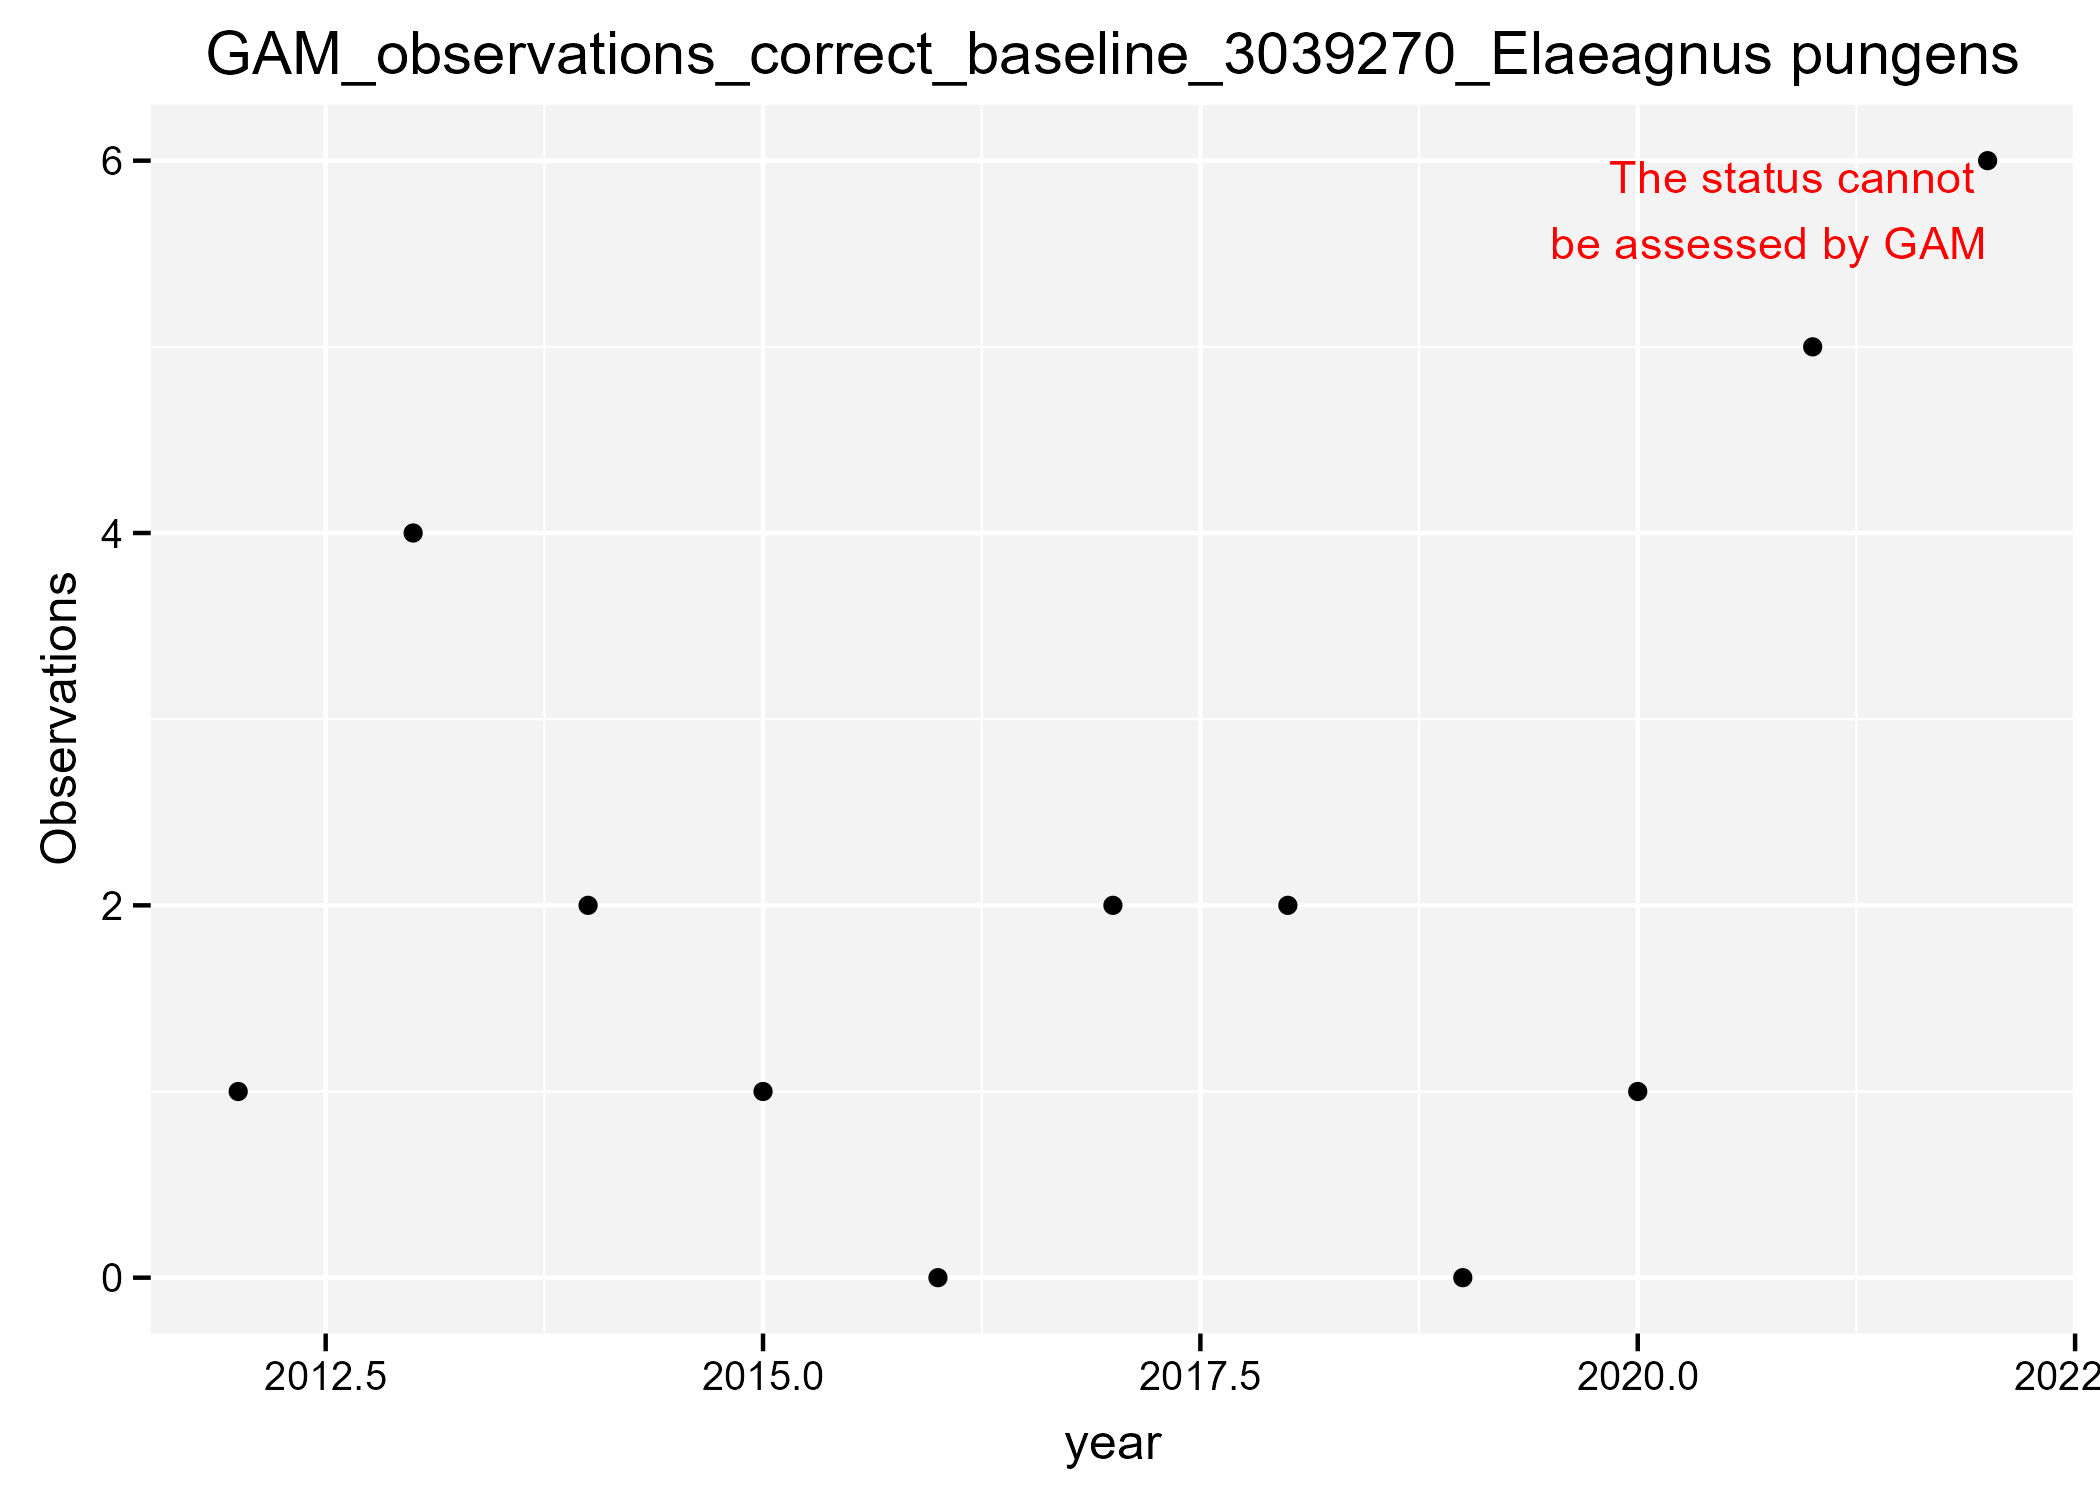 GAM_observations_correct_baseline_3039270_Elaeagnus pungens
6
The status cannot
be assessed by GAM
4
Observations
2
0
2012.5
2015.0
2017.5
2020.0
2022
year